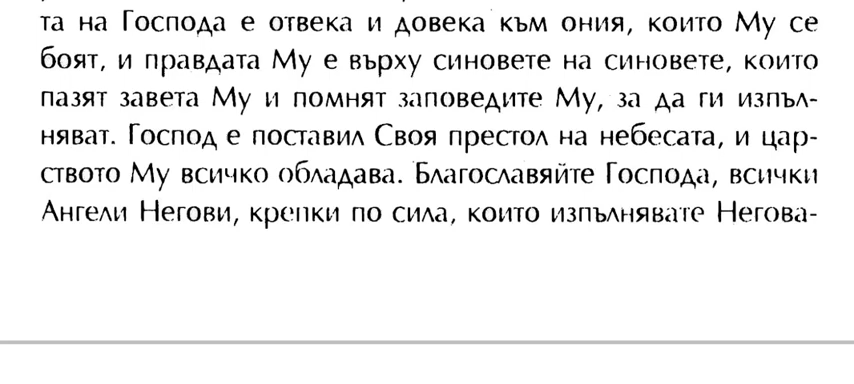 та на Господа е отвека и довека към ония, които Му се
боят, и правдата Му е върху синовете на синовете, които
пазят завета Му и помнят заповедите Му, за да ги изпъл-
няват. Господ е поставил Своя престол на небесата, и цар-
ството Му всичко обладава. Благославяйте Господа, всички
Ангели Негови, крепки по сила, които изпълнявате Негова-